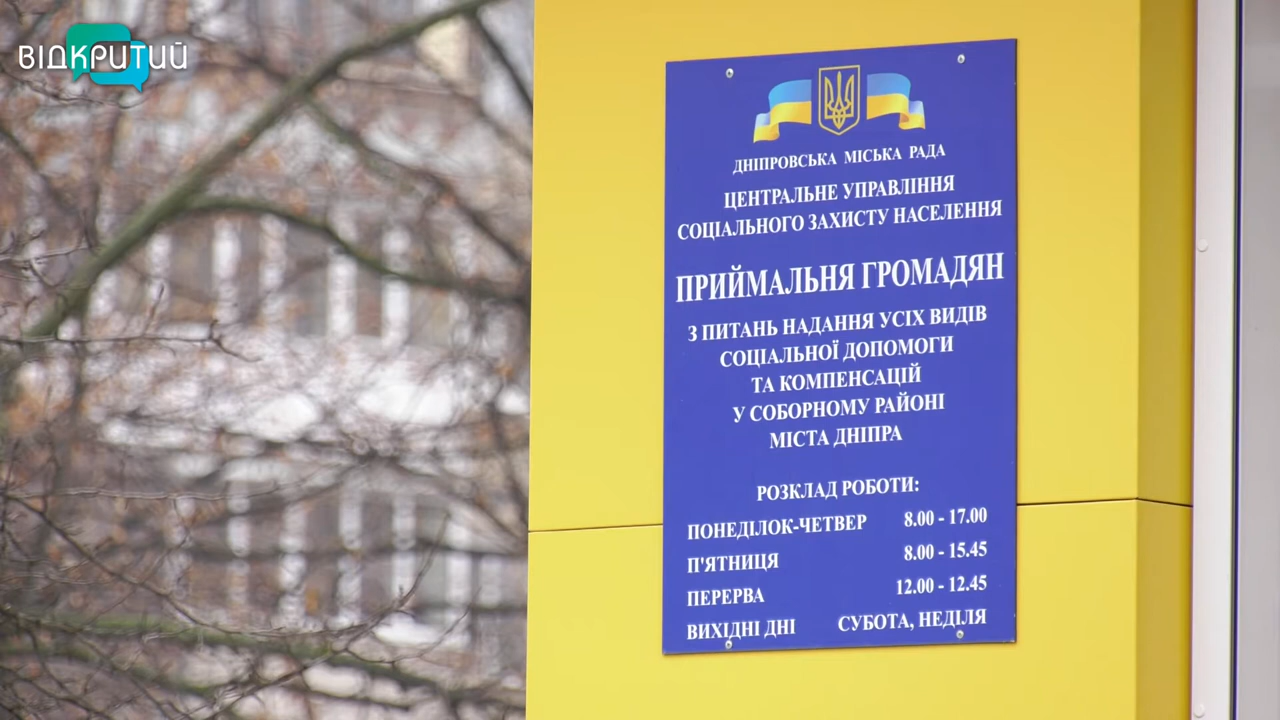 ВІДКРИТИЙ
ДНІПРОВСЬКА МІСЬКА РАДА
ЦЕНТРАЛЬНЕ УПРАВЛІННЯ
СОЦІАЛЬНОГО ЗАХИСТУ НАСЕЛЕННЯ
ПРИЙМАЛЬНЯ ГРОМАДЯН
З ПИТАНЬ НАДАННЯ УСІХ ВИДІВ
СОЦІАЛЬНОЇ ДОПОМОГИ
ТА КОМПЕНСАЦІЙ
У СОБОРНОМУ РАЙОНІ
МІСТА ДНІПРА
РОЗКЛАД РОБОТИ:
ПОНЕДІЛОК-ЧЕТВЕР 8.00 - 17.00
П'ЯТНИЦЯ 8.00 - 15.45
ПЕРЕРВА 12.00 - 12.45
ВИХІДНІ ДНІ СУБОТА, НЕДІЛЯ